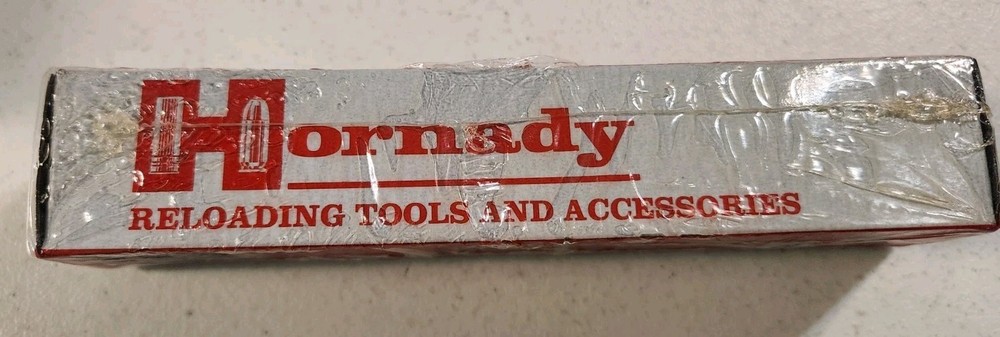 Hornady
RELOADING TOOLS AND ACCESSORIES